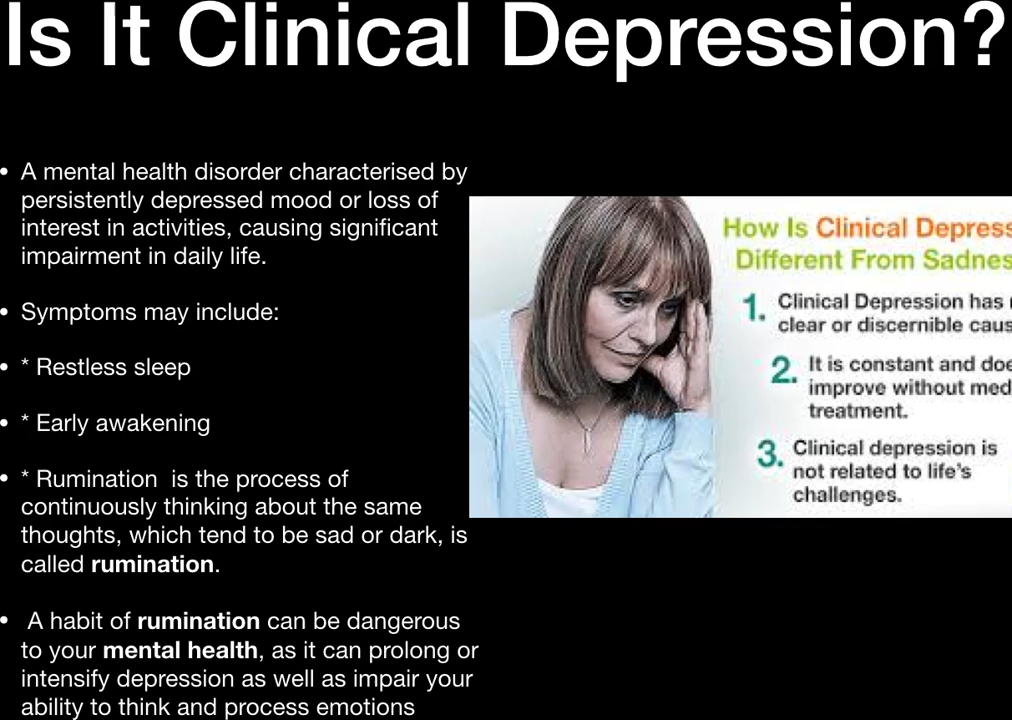 Is It Clinical Depression?
• A mental health disorder characterised by
persistently depressed mood or loss of
interest in activities, causing significant
impairment in daily life.
• Symptoms may include:
• * Restless sleep
• * Early awakening
• * Rumination  is the process of
continuously thinking about the same
thoughts, which tend to be sad or dark, is
called rumination.
• A habit of rumination can be dangerous
to your mental health, as it can prolong or
intensify depression as well as impair your
ability to think and process emotions
How Is Clinical Depress
Different From Sadnes
1. Clinical Depression has
clear or discernible caus
2. It is constant and doe
improve without med
treatment.
3. Clinical depression is
not related to life's
challenges.